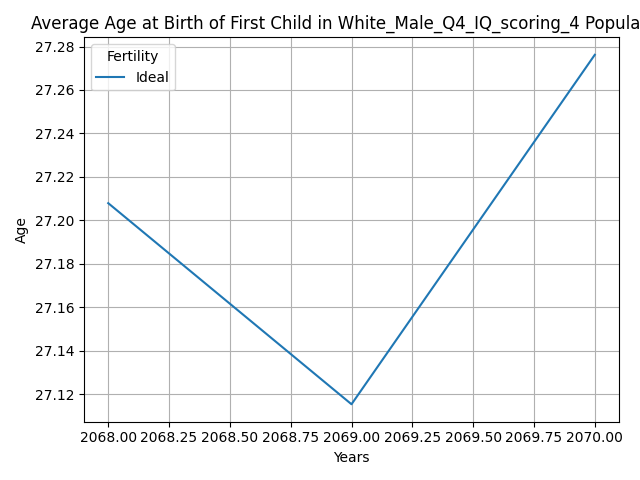 Average Age at Birth of First Child in White_Male_Q4_IQ_scoring_4 Popula
Fertility
Ideal
27.28
27.26
27.24
27.22
27.20
27.18
27.16
27.14
27.12
Age
2068.00 2068.25 2068.50 2068.75 2069.00 2069.25 2069.50 2069.75 2070.00
Years